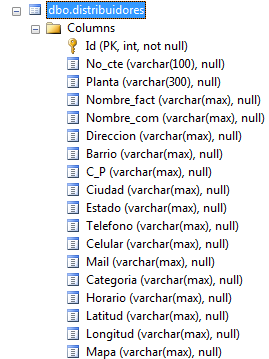 dbo.distribuidores
Columns
Id (PK, int, not null)
No_cte (varchar(100), null)
Planta (varchar(300), null)
Nombre_fact (varchar(max), null)
Nombre_com (varchar(max), null)
Direccion (varchar(max), null)
Barrio (varchar(max), null)
C_P (varchar(max), null)
Ciudad (varchar(max), null)
Estado (varchar(max), null)
Telefono (varchar(max), null)
Celular (varchar(max), null)
Mail (varchar(max), null)
Categoria (varchar(max), null)
Horario (varchar(max), null)
Latitud (varchar(max), null)
Longitud (varchar(max), null)
Mapa (varchar(max), null)